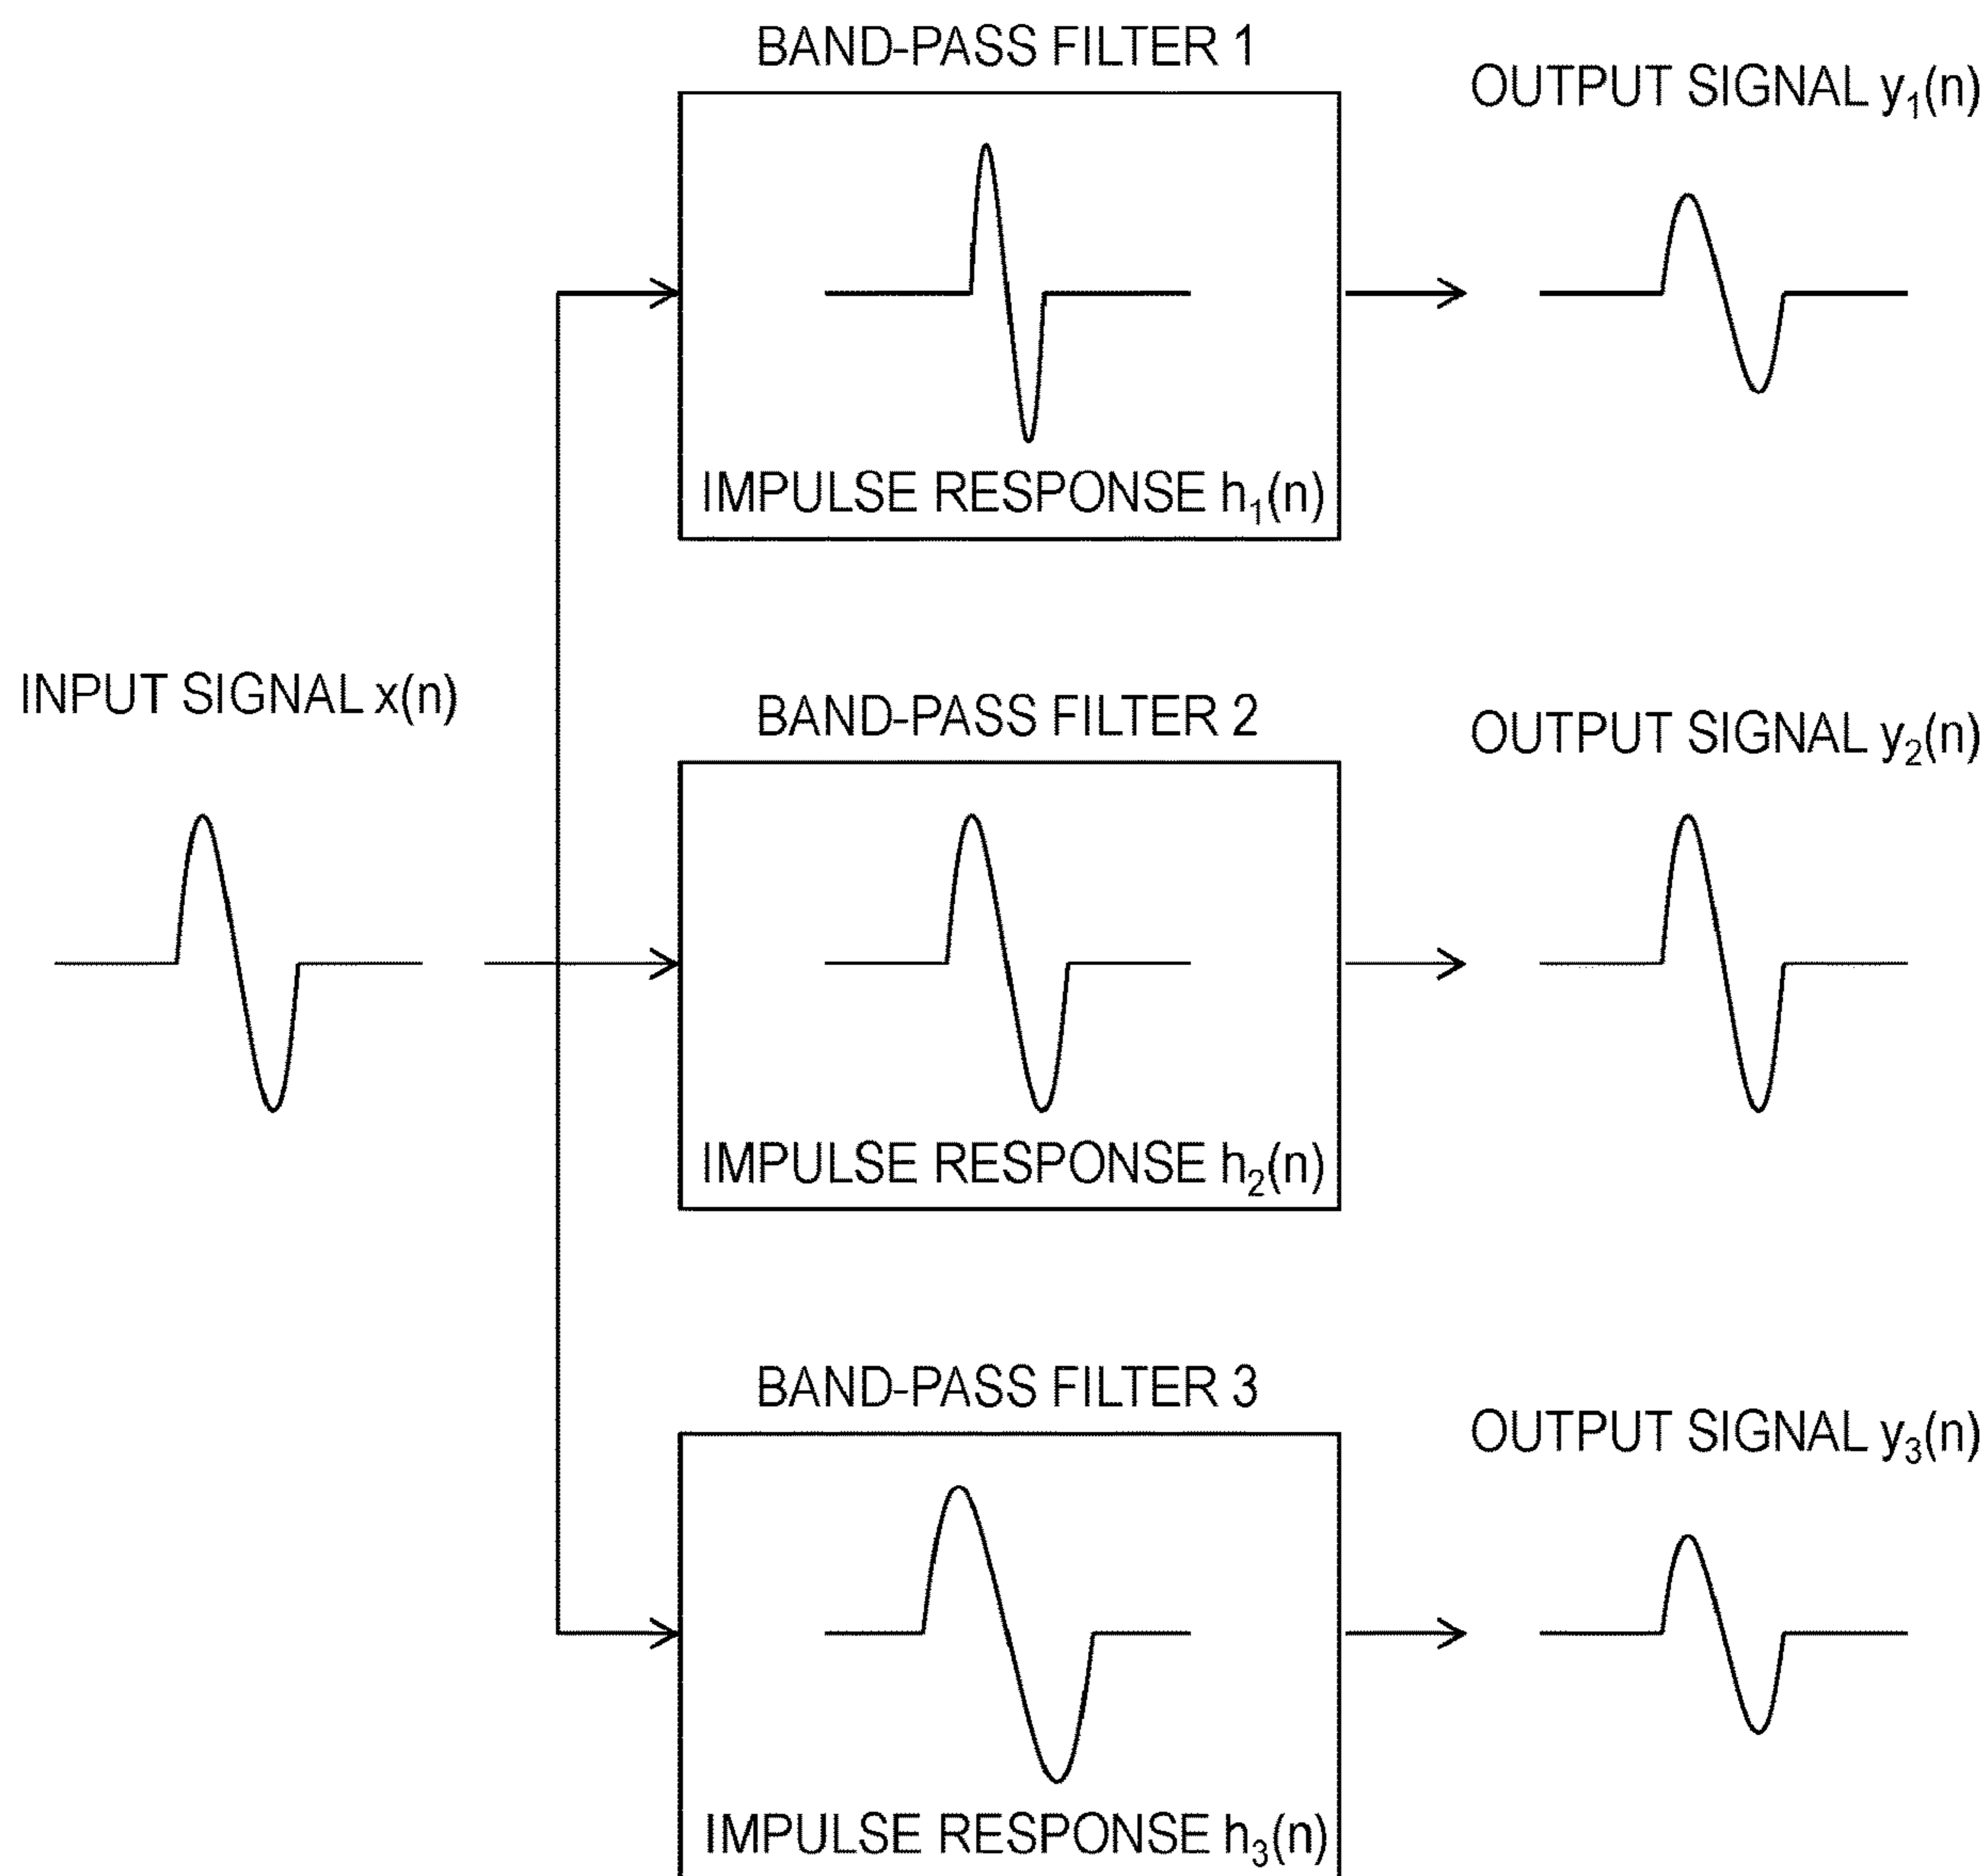 BAND-PASS FILTER 1
OUTPUT SIGNAL y₁(n)
IMPULSE RESPONSE h₁(n)
INPUT SIGNAL x(n)
BAND-PASS FILTER 2
OUTPUT SIGNAL y₂(n)
IMPULSE RESPONSE h₂(n)
BAND-PASS FILTER 3
OUTPUT SIGNAL y₃(n)
IMPULSE RESPONSE h₃(n)